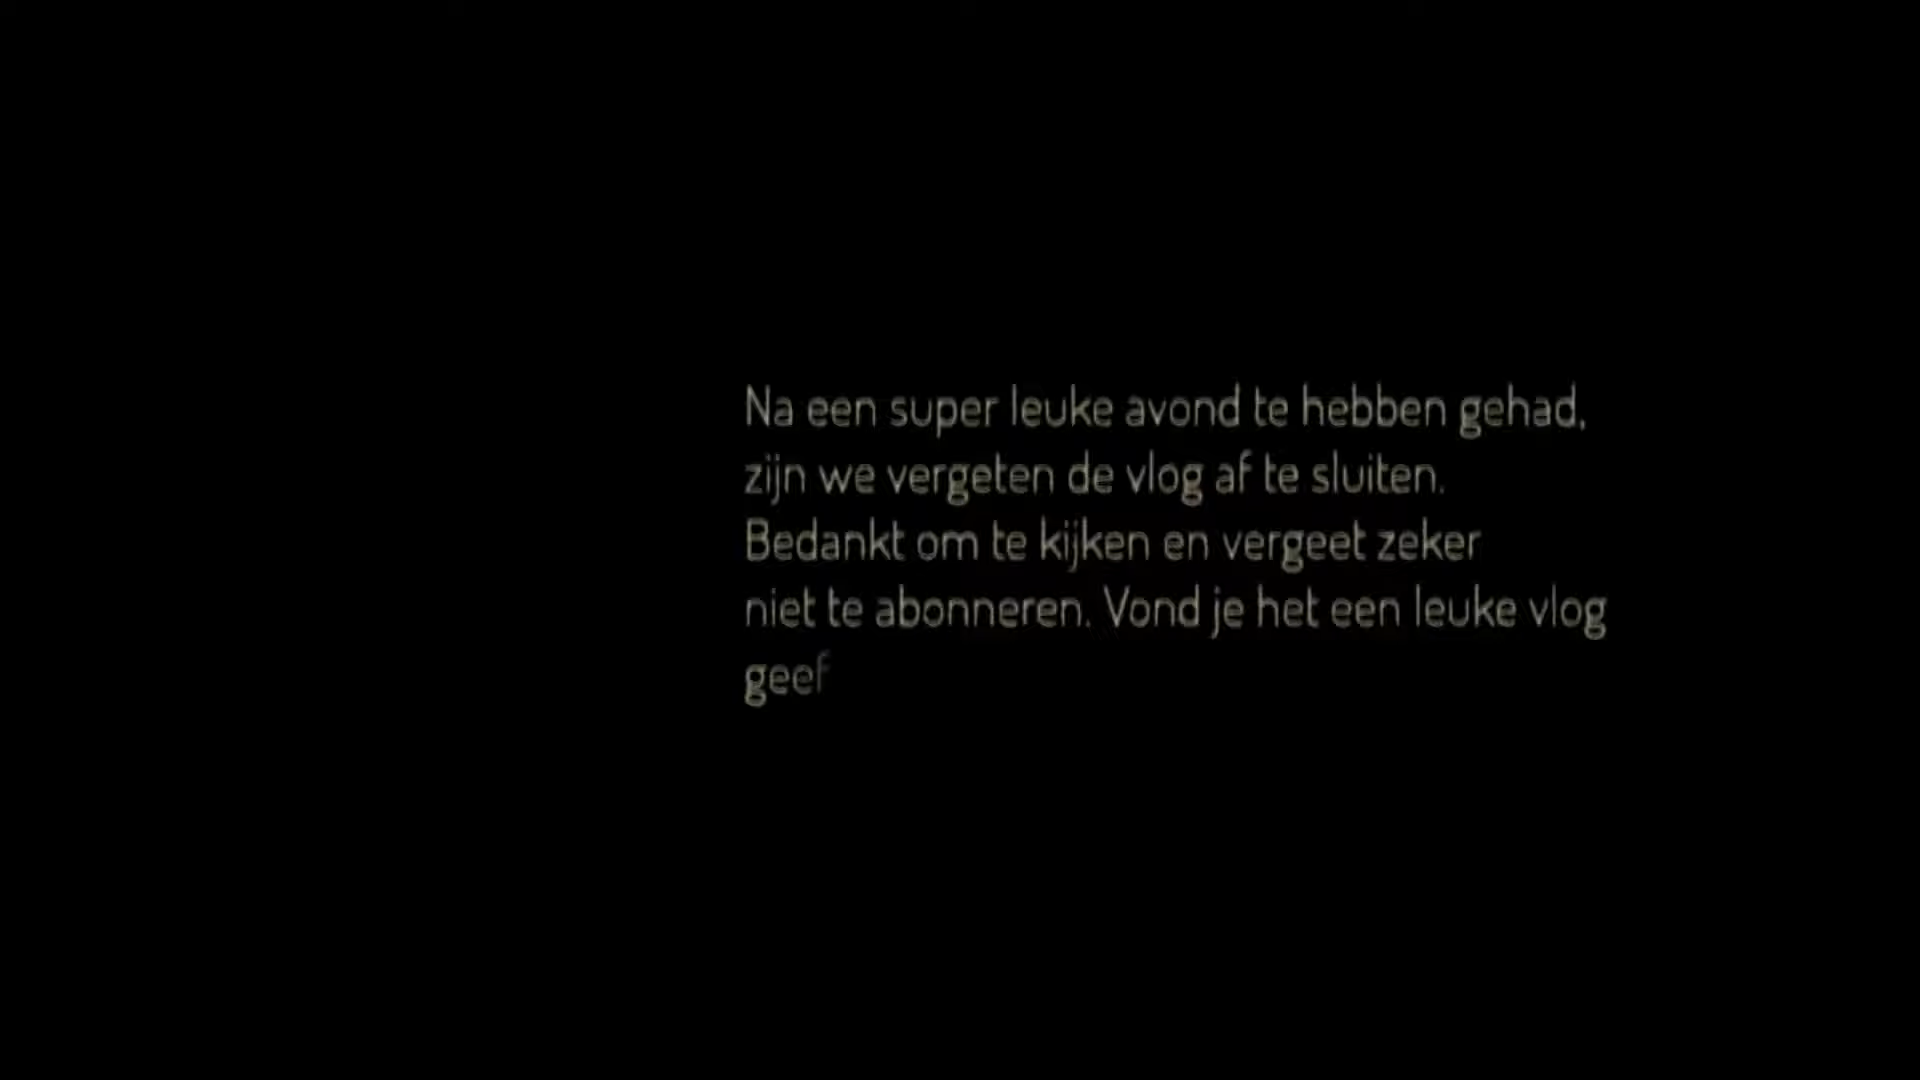 Na een super leuke avond te hebben gehad,
zijn we vergeten de vlog af te sluiten.
Bedankt om te kijken en vergeet zeker
niet te abonneren. Vond je het een leuke vlog
geef